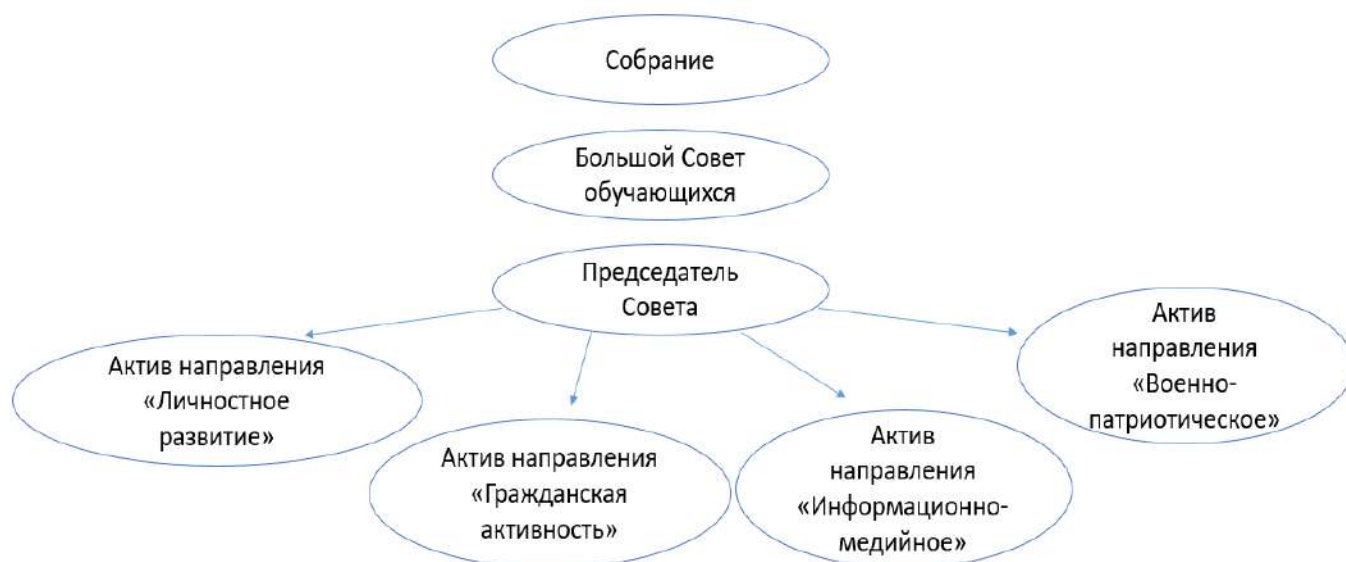 Собрание
Большой Совет
обучающихся
Председатель
Совета
Актив направления
«Личностное
развитие»
Актив направления
«Гражданская
активность»
Актив
направления
«Информационно-
медийное»
Актив
направления
«Военно-
патриотическое»